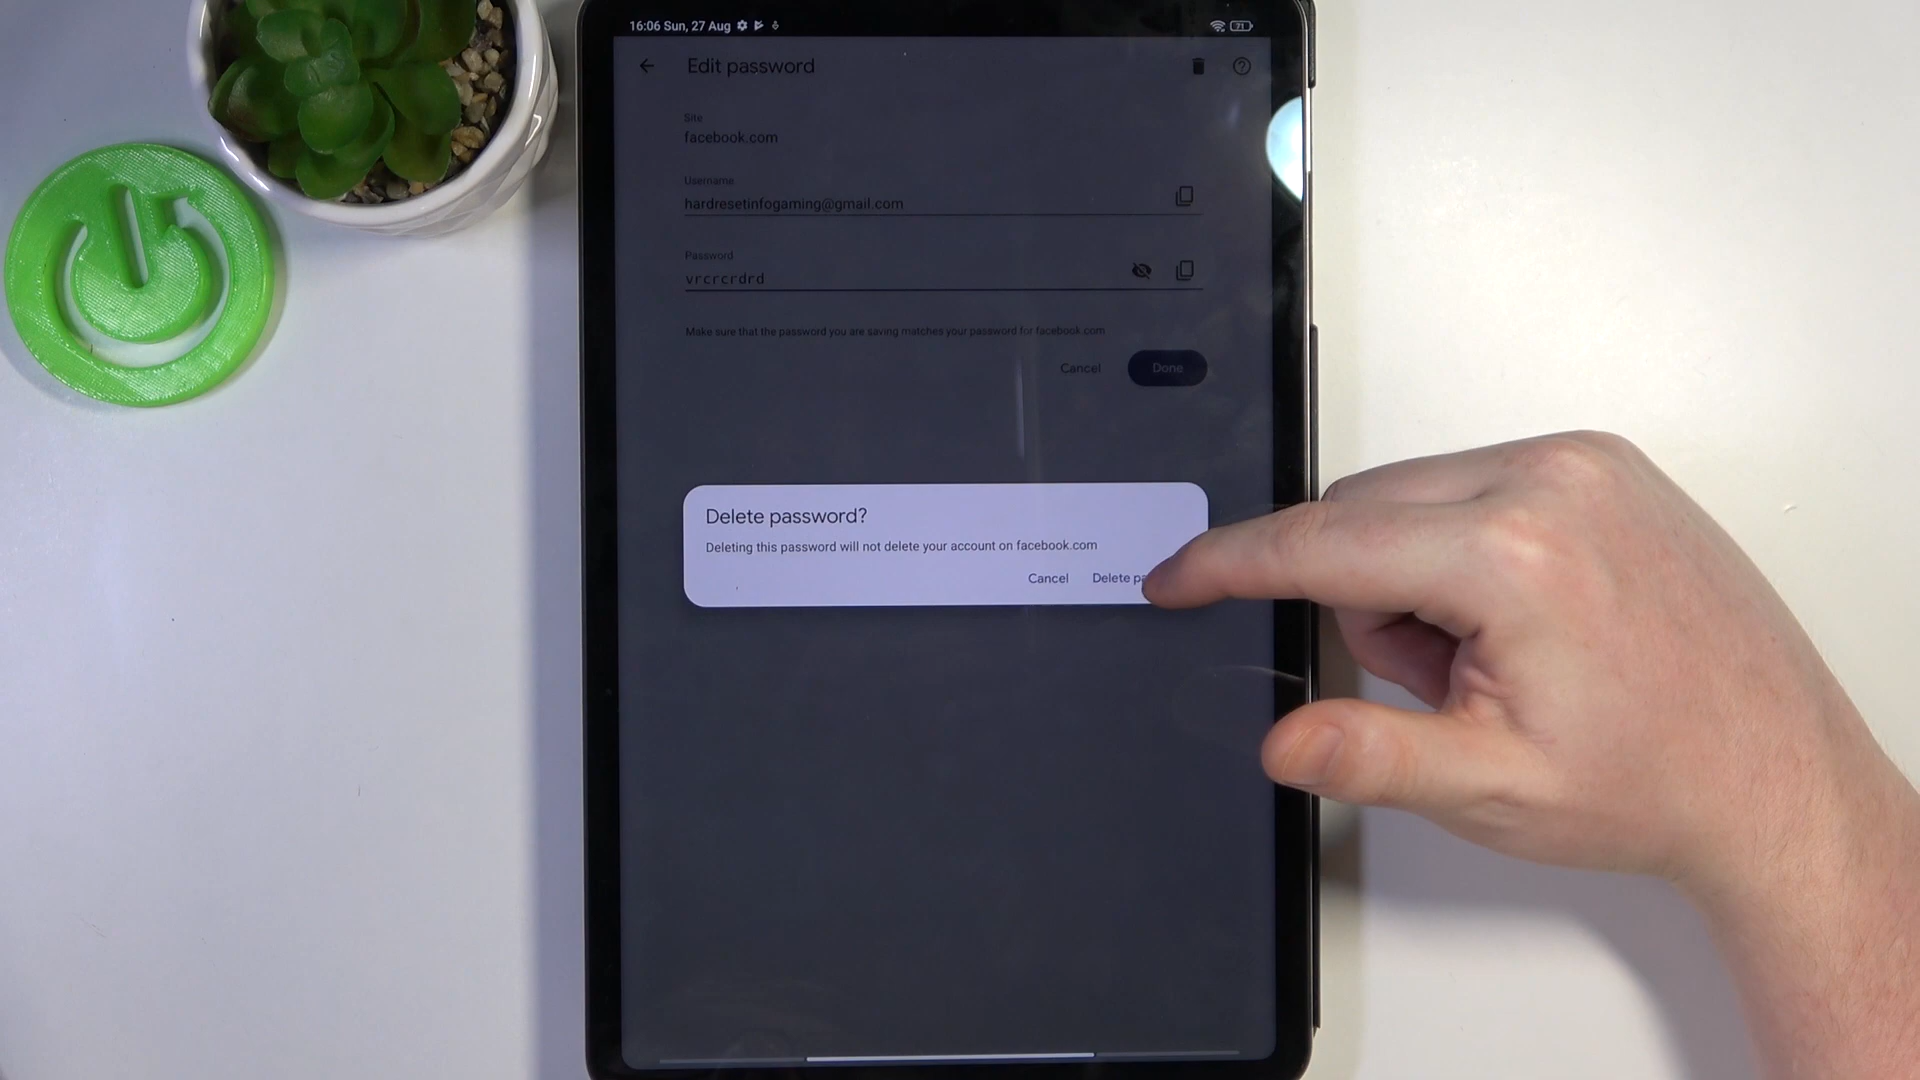 16:06 Sun, 27 Aug
71
Edit password
Site
facebook.com
Username
hardresetinfogaming@gmail.com
Password
vrcrcrdrd
Make sure that the password you are saving matches your password for facebook.com
Cancel Done
Delete password?
Deleting this password will not delete your account on facebook.com
Cancel Delete